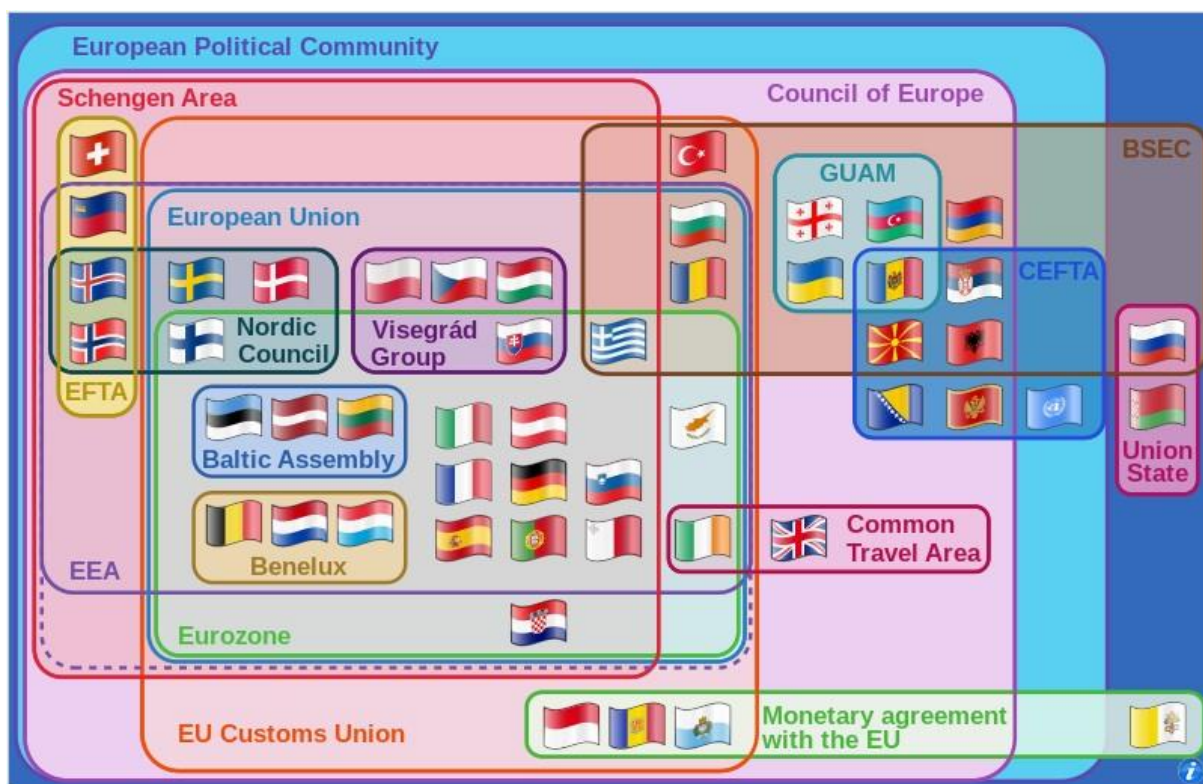 European Political Community
Schengen Area
Council of Europe
BSEC
GUAM
European Union
CEFTA
Nordic
Council
Visegrád
Group
EFTA
Baltic Assembly
Union
State
Common
Travel Area
Benelux
EEA
Eurozone
EU Customs Union
Monetary agreement
with the EU
i